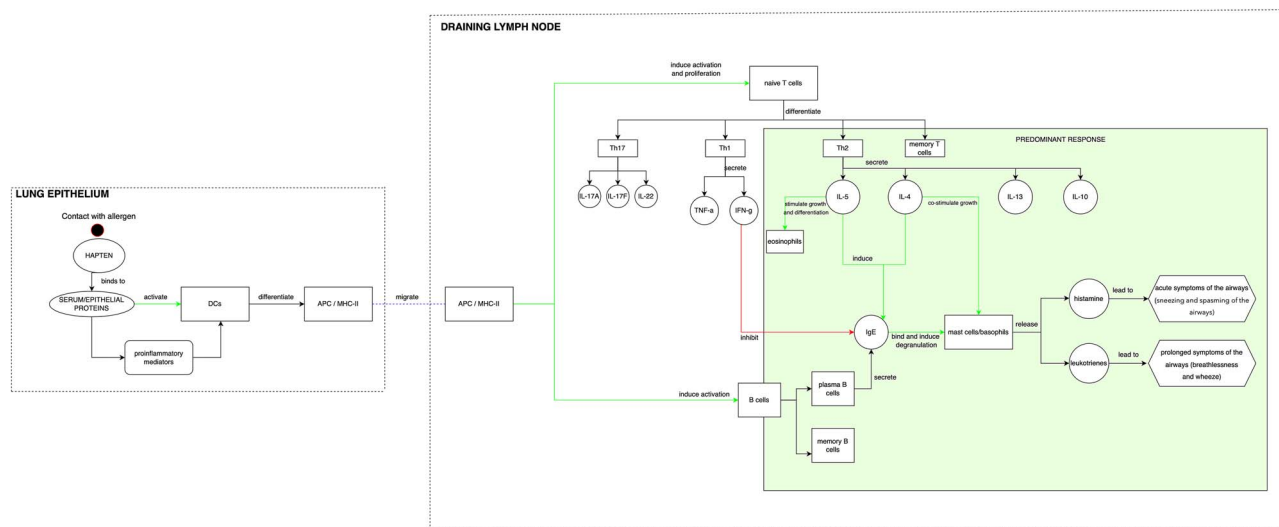 DRAINING LYMPH NODE
induce activation
and proliferation
naive T cells
differentiate
PREDOMINANT RESPONSE
Th17
Th1
Th2
memory T
cells
secrete
secrete
IL-17A
IL-17F
IL-22
TNF-a
IFN-g
IL-5
IL-4
IL-13
IL-10
stimulate growth
and differentiation
co-stimulate growth
eosinophils
induce
LUNG EPITHELIUM
Contact with allergen
HAPTEN
binds to
SERUM/EPITHELIAL
PROTEINS
activate
DCs
differentiate
APC / MHC-II
migrate
APC / MHC-II
proinflammatory
mediators
inhibit
IgE
bind and induce
degranulation
mast cells/basophils
release
histamine
lead to
acute symptoms of the airways
(sneezing and spasming of the
airways)
leukotrienes
lead to
prolonged symptoms of the
airways (breathlessness
and wheeze)
secrete
induce activation
B cells
plasma B
cells
memory B
cells